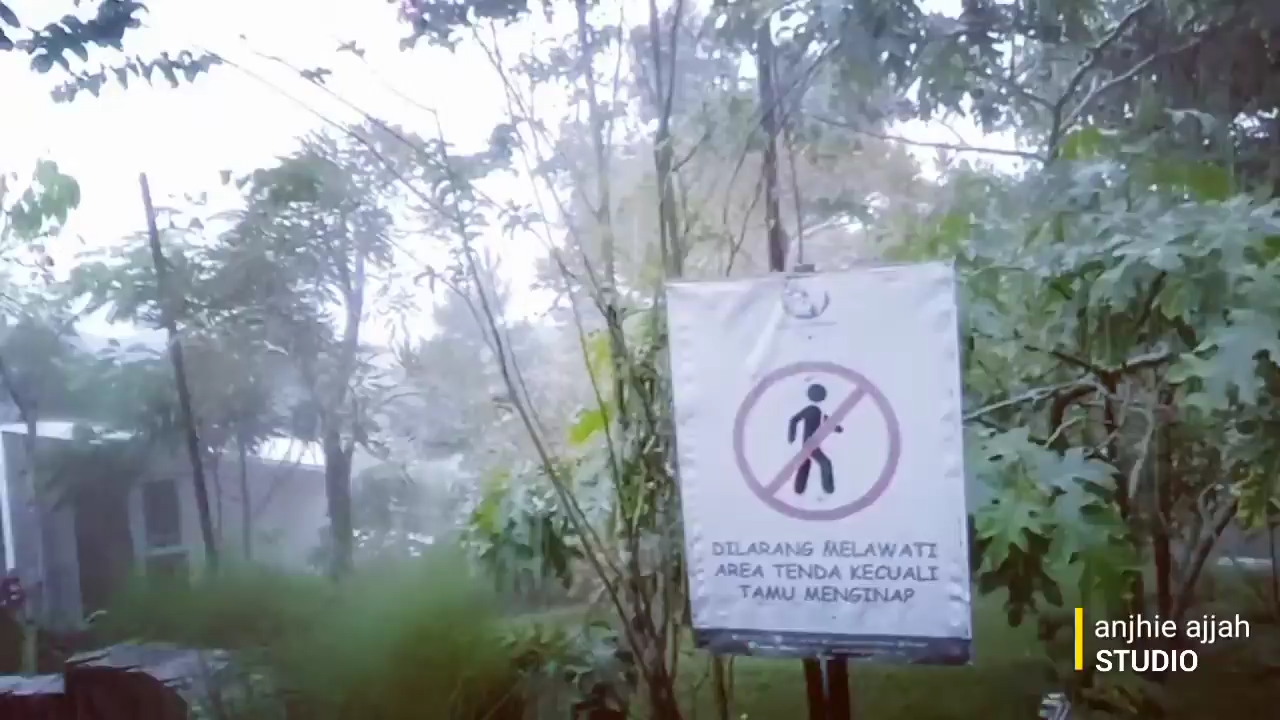 DILARANG MELAWATI
AREA TENDA KECUALI
TAMU MENGINAP
anjhie ajjah
STUDIO